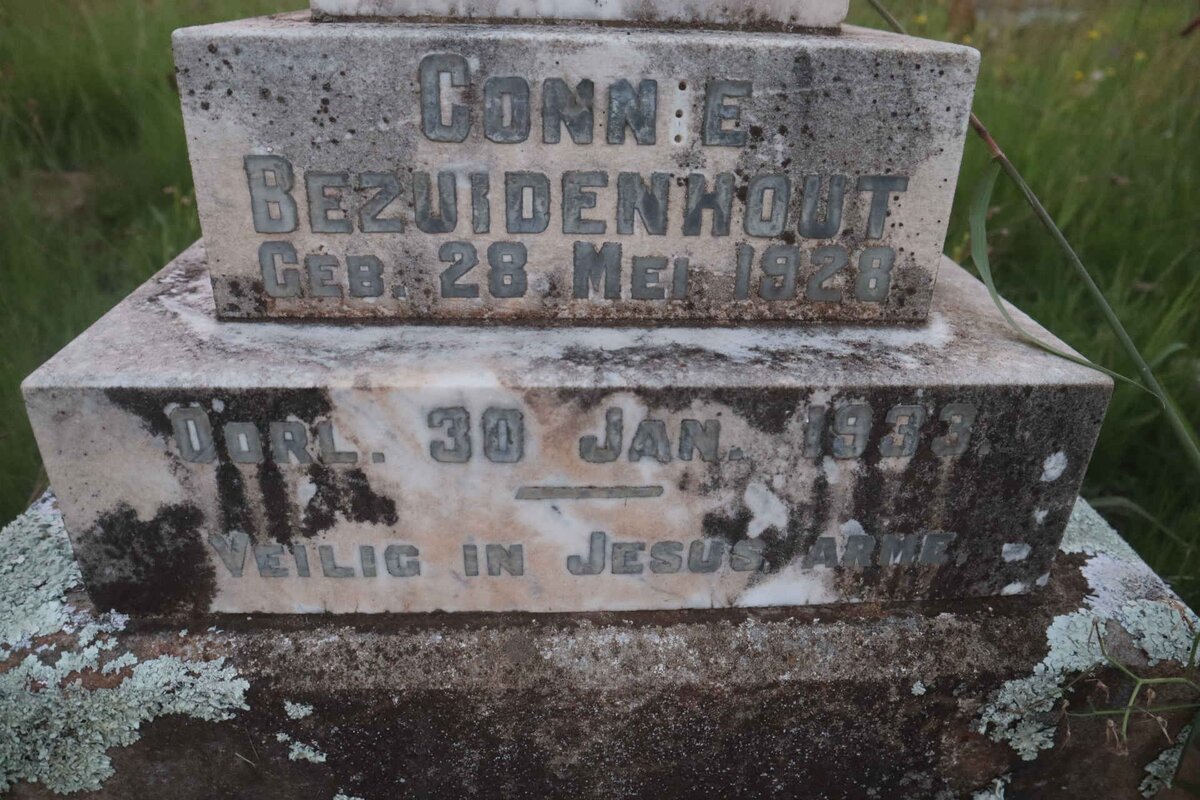 CONNIE
BEZUIDENHOUT
GEB. 28 MEI 1928
OORL. 30 JAN. 1933
VEILIG IN JESUS ARME.